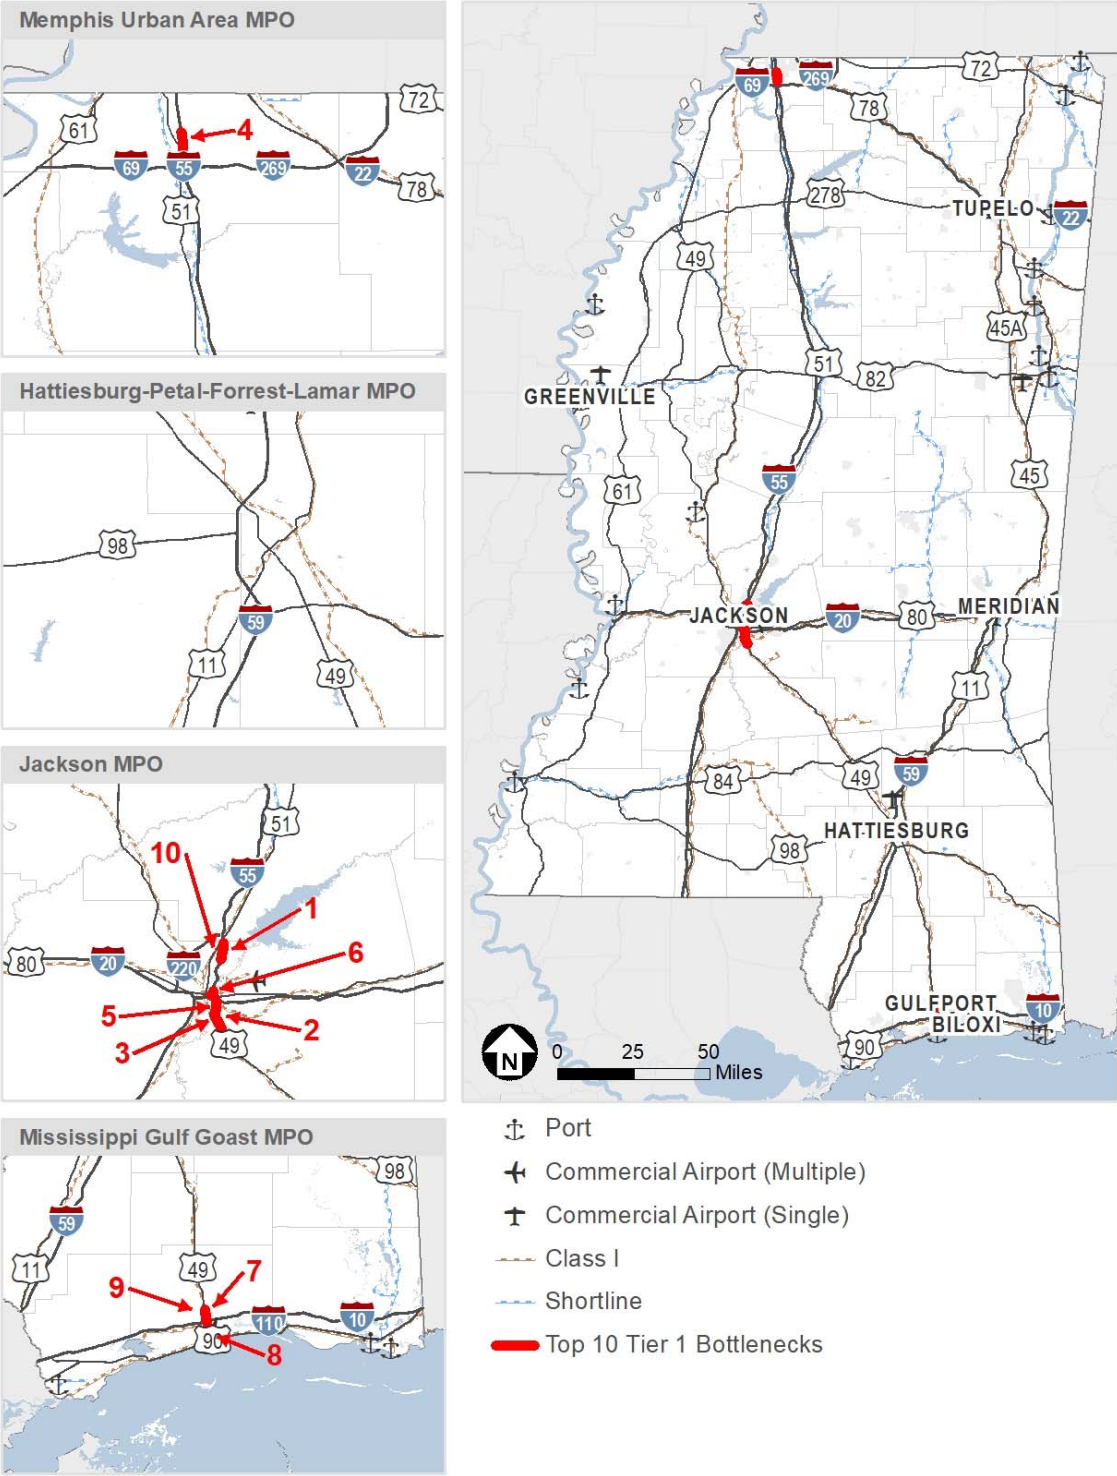 Memphis Urban Area MPO
72
61
4
69
55
269
22
78
51
Hattiesburg-Petal-Forrest-Lamar MPO
98
59
11
49
Jackson MPO
51
10
55
1
6
80
20
220
5
2
3
49
Mississippi Gulf Goast MPO
98
59
11
49
7
9
110
10
90
8
69
269
72
78
278
TUPELO
22
49
45A
51
82
GREENVILLE
55
45
61
JACKSON
20
80
MERIDIAN
11
59
84
49
HATTIESBURG
98
GULFPORT
BILOXI
10
90
N
0 25 50
Miles
Port
Commercial Airport (Multiple)
Commercial Airport (Single)
Class I
Shortline
Top 10 Tier 1 Bottlenecks